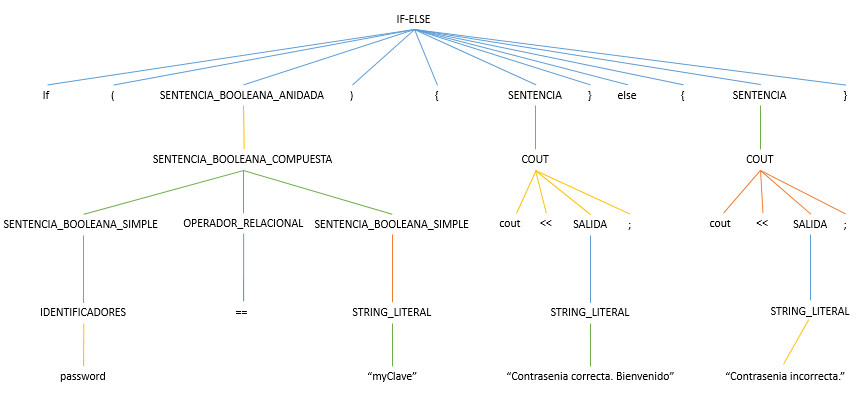 IF-ELSE
If ( SENTENCIA_BOOLEANA_ANIDADA ) { SENTENCIA } else { SENTENCIA }
SENTENCIA_BOOLEANA_COMPUESTA COUT COUT
SENTENCIA_BOOLEANA_SIMPLE OPERADOR_RELACIONAL SENTENCIA_BOOLEANA_SIMPLE cout << SALIDA ; cout << SALIDA ;
IDENTIFICADORES == STRING_LITERAL STRING_LITERAL STRING_LITERAL
password “myClave” “Contrasenia correcta. Bienvenido” “Contrasenia incorrecta.”